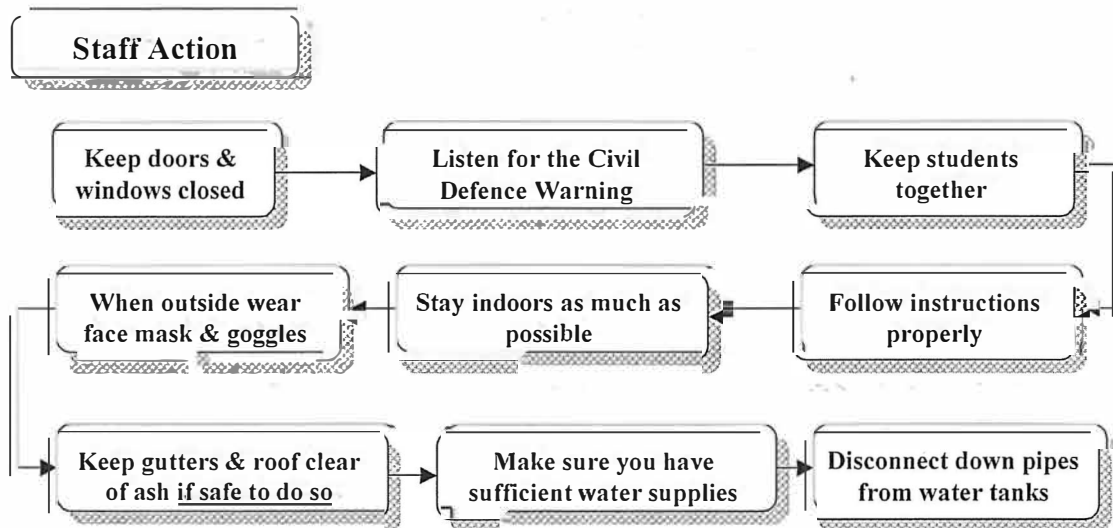 Staff Action
Keep doors &
windows closed
Listen for the Civil
Defence Warning
Keep students
together
Follow instructions
properly
Stay indoors as much as
possible
When outside wear
face mask & goggles
Keep gutters & roof clear
of ash if safe to do so
Make sure you have
sufficient water supplies
Disconnect down pipes
from water tanks